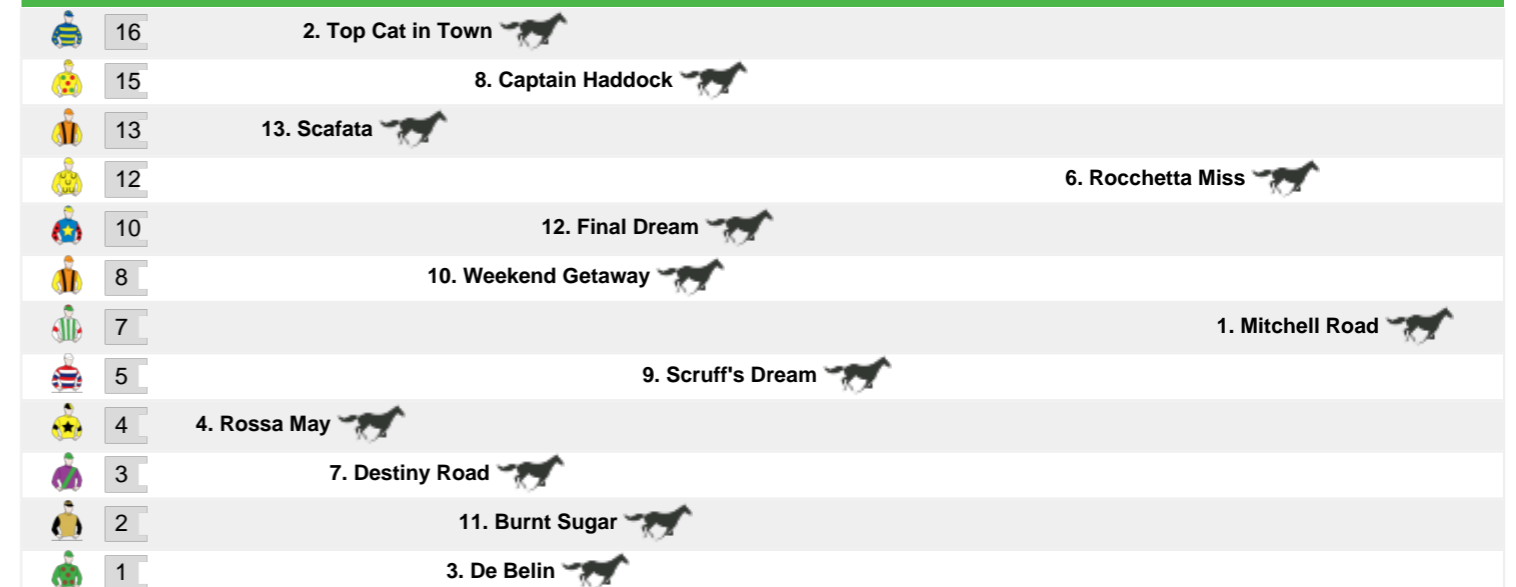 16 2. Top Cat in Town
15 8. Captain Haddock
13 13. Scafata
12 6. Rocchetta Miss
10 12. Final Dream
8 10. Weekend Getaway
7 1. Mitchell Road
5 9. Scruff's Dream
4 4. Rossa May
3 7. Destiny Road
2 11. Burnt Sugar
1 3. De Belin